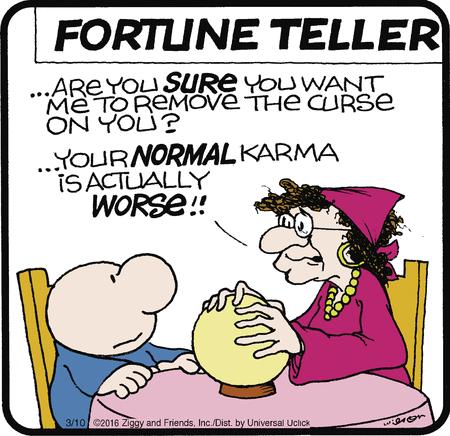 FORTUNE TELLER
...ARE YOU SURE YOU WANT
ME TO REMOVE THE CURSE
ON YOU?
...YOUR NORMAL KARMA
IS ACTUALLY
WORSE!!
3/10 ©2016 Ziggy and Friends, Inc./Dist. by Universal Uclick
WILSON